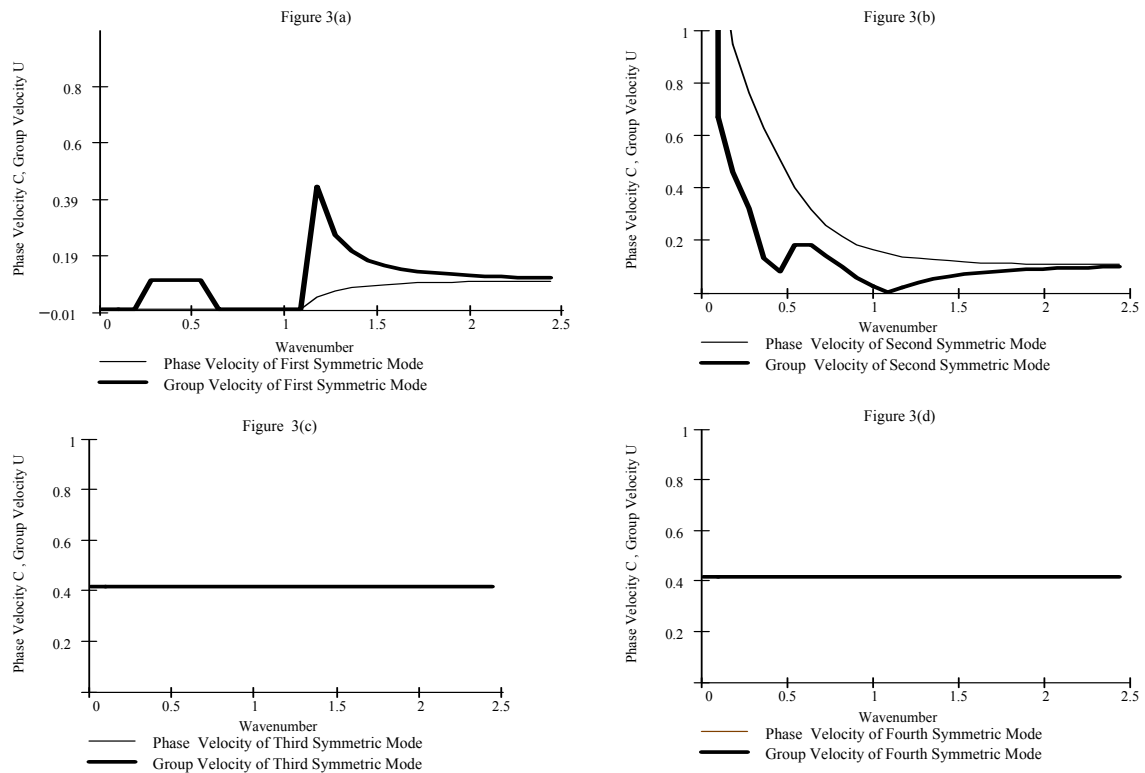 Figure 3(a)
Phase Velocity C, Group Velocity U
0.8
0.6
0.39
0.19
−0.01
0
0.5
1
1.5
2
2.5
Wavenumber
Phase Velocity of First Symmetric Mode
Group Velocity of First Symmetric Mode
Figure 3(b)
Phase Velocity C , Group Velocity U
1
0.8
0.6
0.4
0.2
0
0.5
1
1.5
2
2.5
Wavenumber
Phase Velocity of Second Symmetric Mode
Group Velocity of Second Symmetric Mode
Figure 3(c)
Phase Velocity C , Group Velocity U
1
0.8
0.6
0.4
0.2
0
0.5
1
1.5
2
2.5
Wavenumber
Phase Velocity of Third Symmetric Mode
Group Velocity of Third Symmetric Mode
Figure 3(d)
Phase Velocity C , Group Velocity U
1
0.8
0.6
0.4
0.2
0
0.5
1
1.5
2
2.5
Wavenumber
Phase Velocity of Fourth Symmetric Mode
Group Velocity of Fourth Symmetric Mode